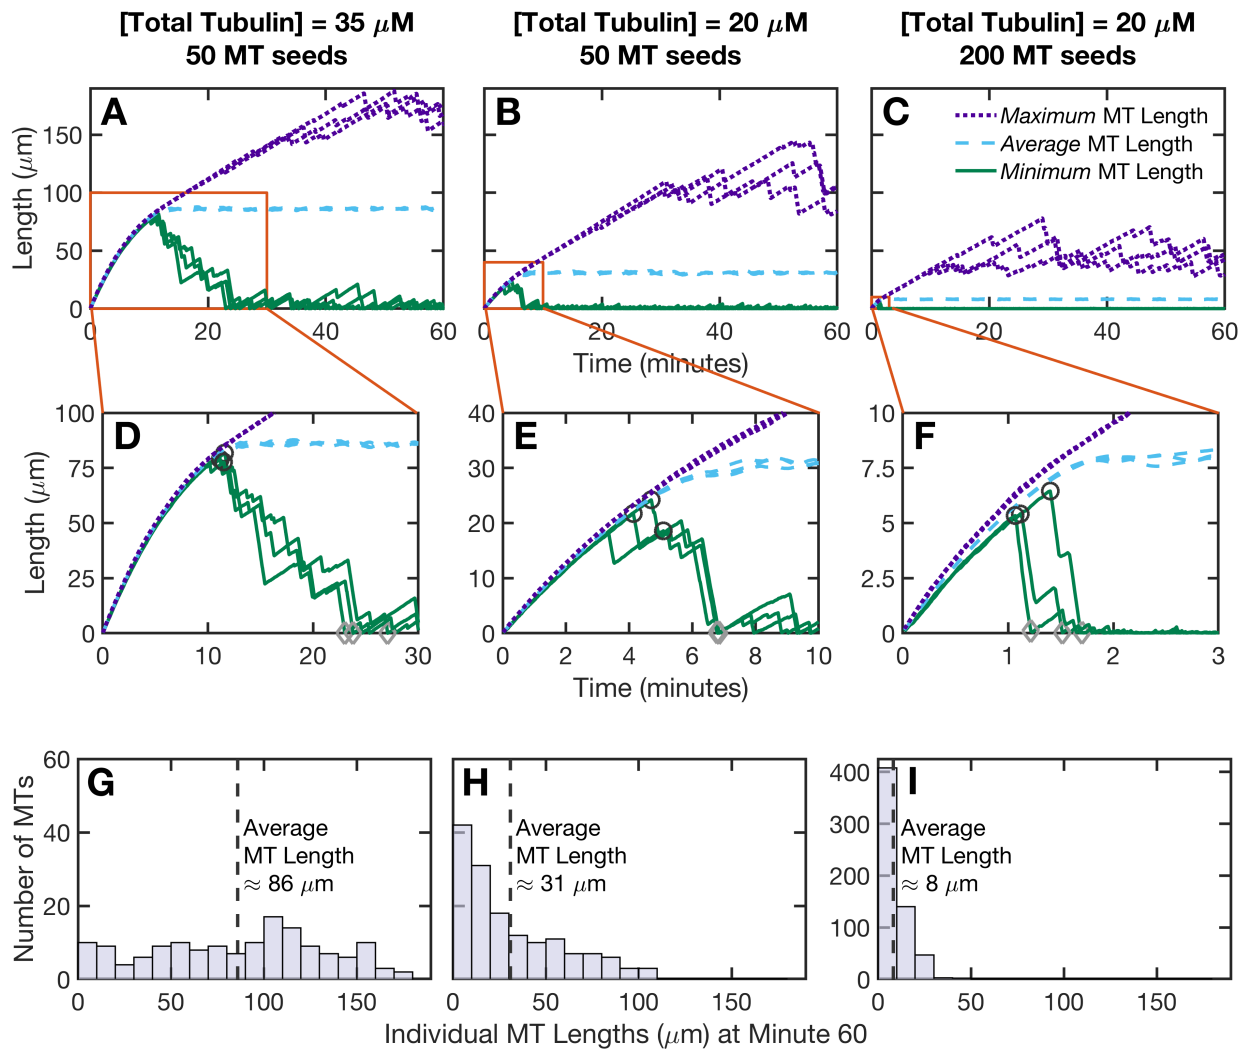 [Total Tubulin] = 35 μM
50 MT seeds
[Total Tubulin] = 20 μM
50 MT seeds
[Total Tubulin] = 20 μM
200 MT seeds
A
B
C
Maximum MT Length
Average MT Length
Minimum MT Length
Length (μm)
150
100
50
0
0 20 40 60
0 20 40 60
0 20 40 60
Time (minutes)
D
E
F
Length (μm)
100
75
50
25
0
0 10 20 30
40
30
20
10
0
0 2 4 6 8 10
10
7.5
5
2.5
0
0 1 2 3
Time (minutes)
G
H
I
Number of MTs
60
40
20
0
0 50 100 150
Average
MT Length
≈ 86 μm
0 50 100 150
Average
MT Length
≈ 31 μm
400
300
200
100
0
0 50 100 150
Average
MT Length
≈ 8 μm
Individual MT Lengths (μm) at Minute 60